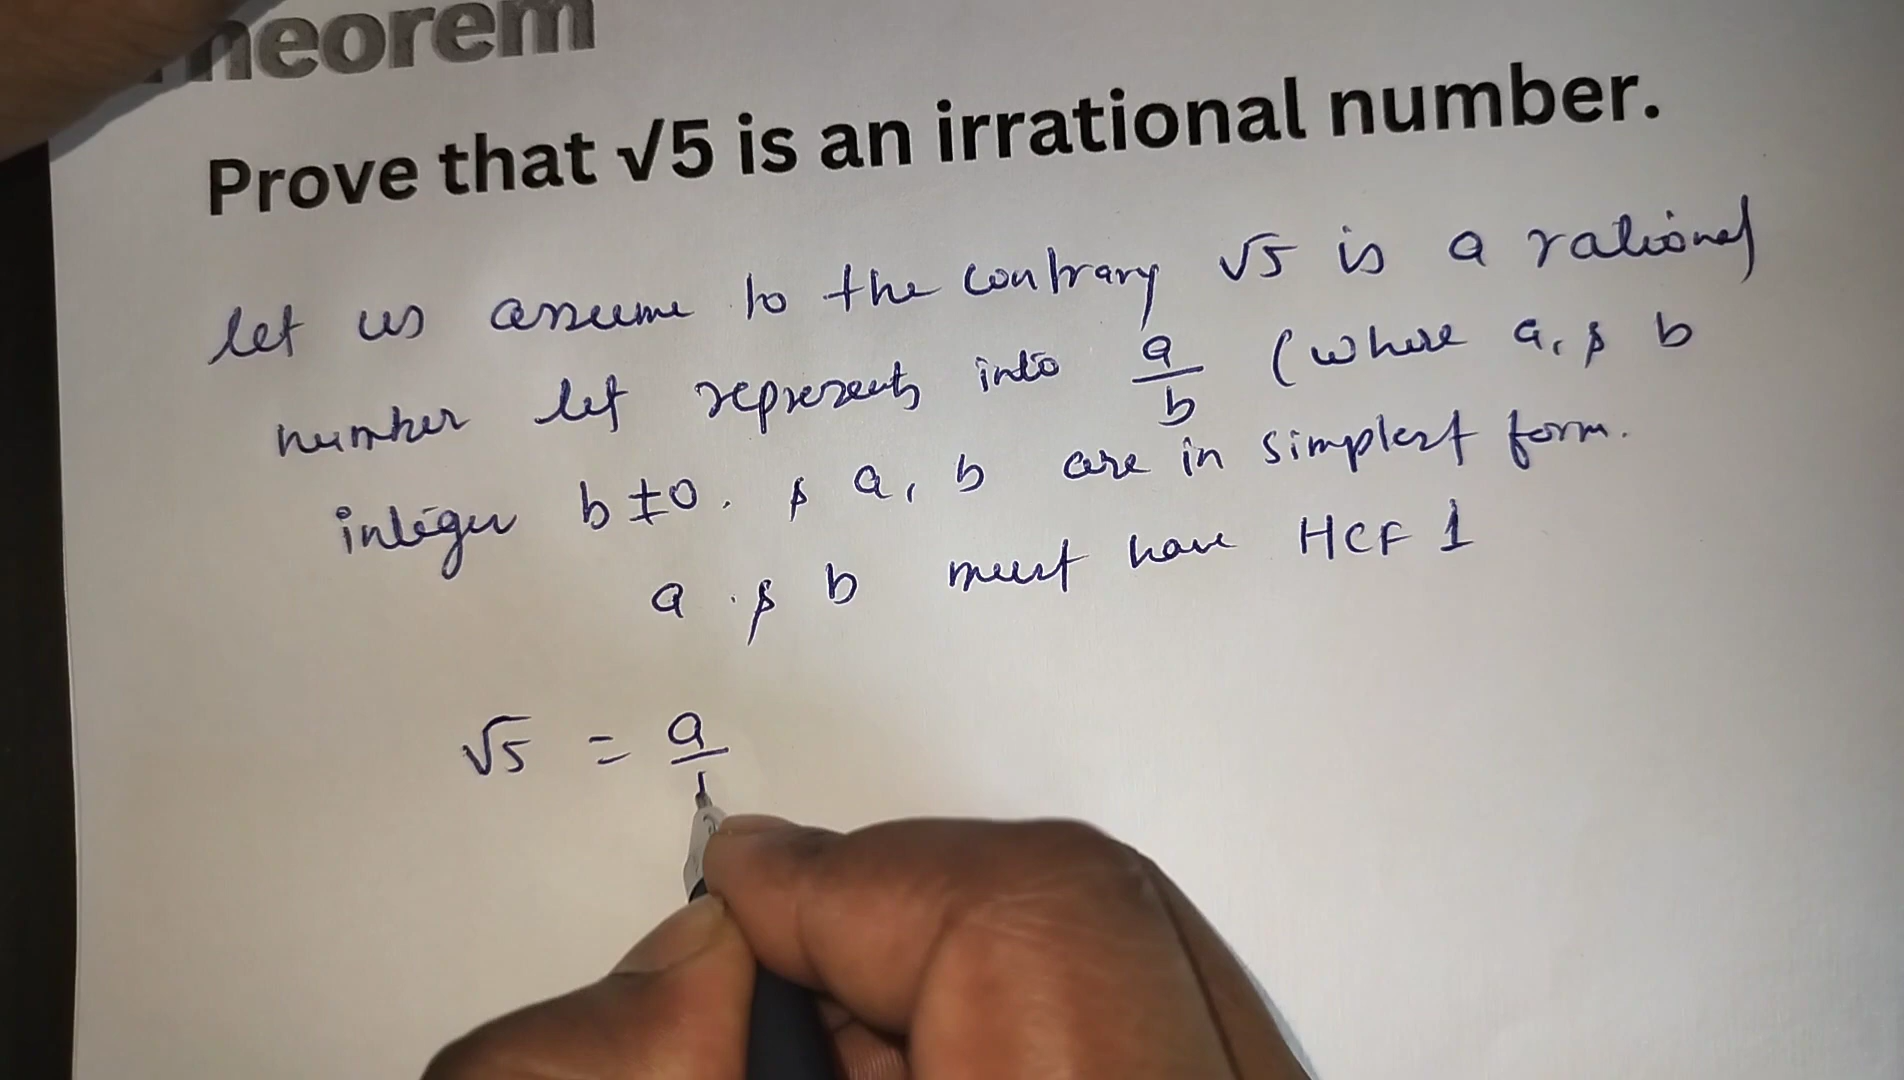 Theorem
Prove that √5 is an irrational number.
let us assume to the contrary √5 is a rational
number let represents into a/b (where a, & b
integer b ≠ 0. & a, b are in simplest form.
a & b must have HCF 1
√5 = a/